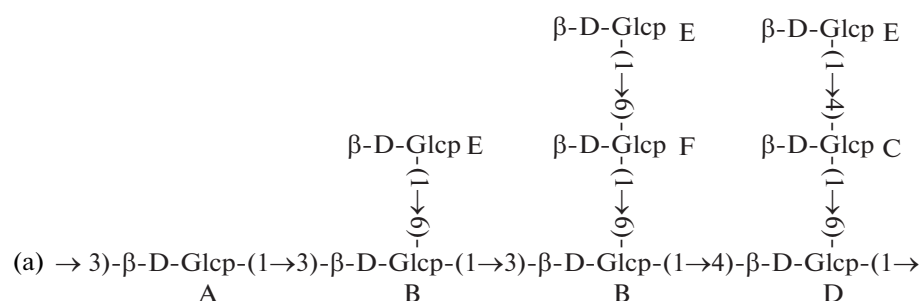 β-D-Glcp E β-D-Glcp E
(1→6) (1→4)
β-D-Glcp E β-D-Glcp F β-D-Glcp C
(1→6) (1→6) (1→6)
(a) → 3)-β-D-Glcp-(1→3)-β-D-Glcp-(1→3)-β-D-Glcp-(1→4)-β-D-Glcp-(1→
A B B D